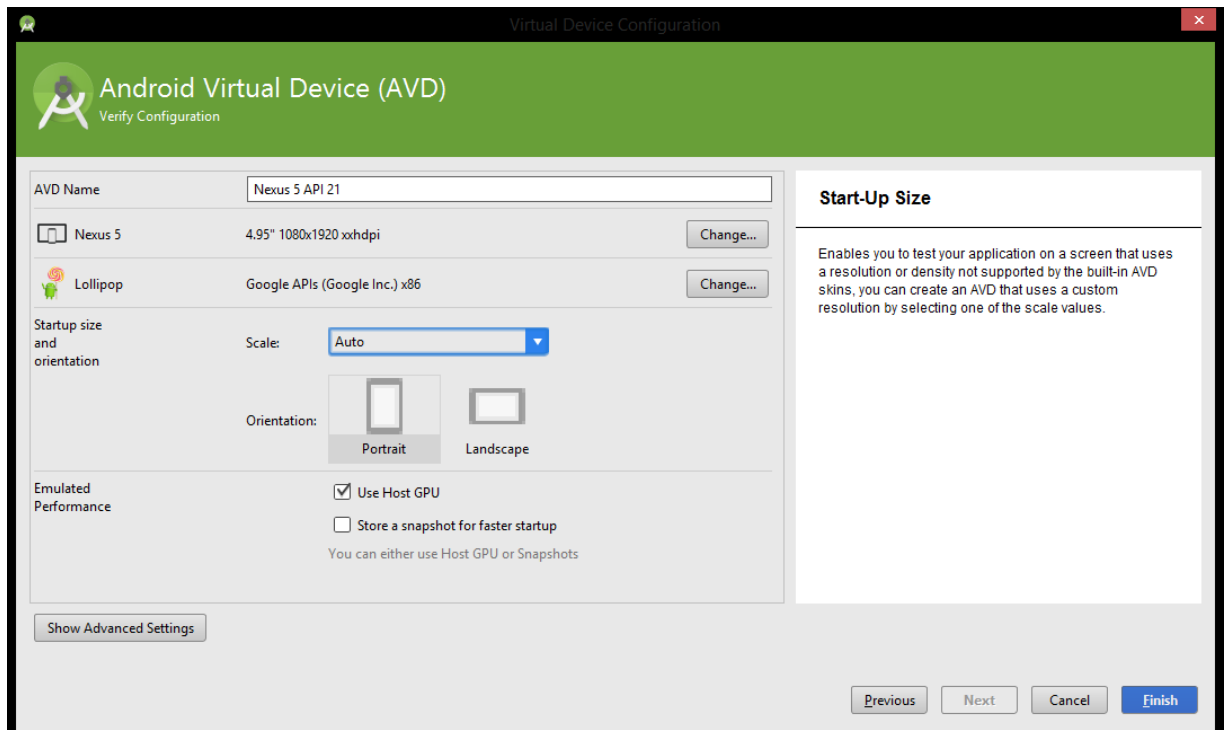 Virtual Device Configuration
Android Virtual Device (AVD)
Verify Configuration
AVD Name
Nexus 5 API 21
Nexus 5
4.95" 1080x1920 xxhdpi
Change...
Lollipop
Google APIs (Google Inc.) x86
Change...
Startup size
and
orientation
Scale:
Auto
Orientation:
Portrait
Landscape
Emulated
Performance
Use Host GPU
Store a snapshot for faster startup
You can either use Host GPU or Snapshots
Start-Up Size
Enables you to test your application on a screen that uses
a resolution or density not supported by the built-in AVD
skins, you can create an AVD that uses a custom
resolution by selecting one of the scale values.
Show Advanced Settings
Previous
Next
Cancel
Finish